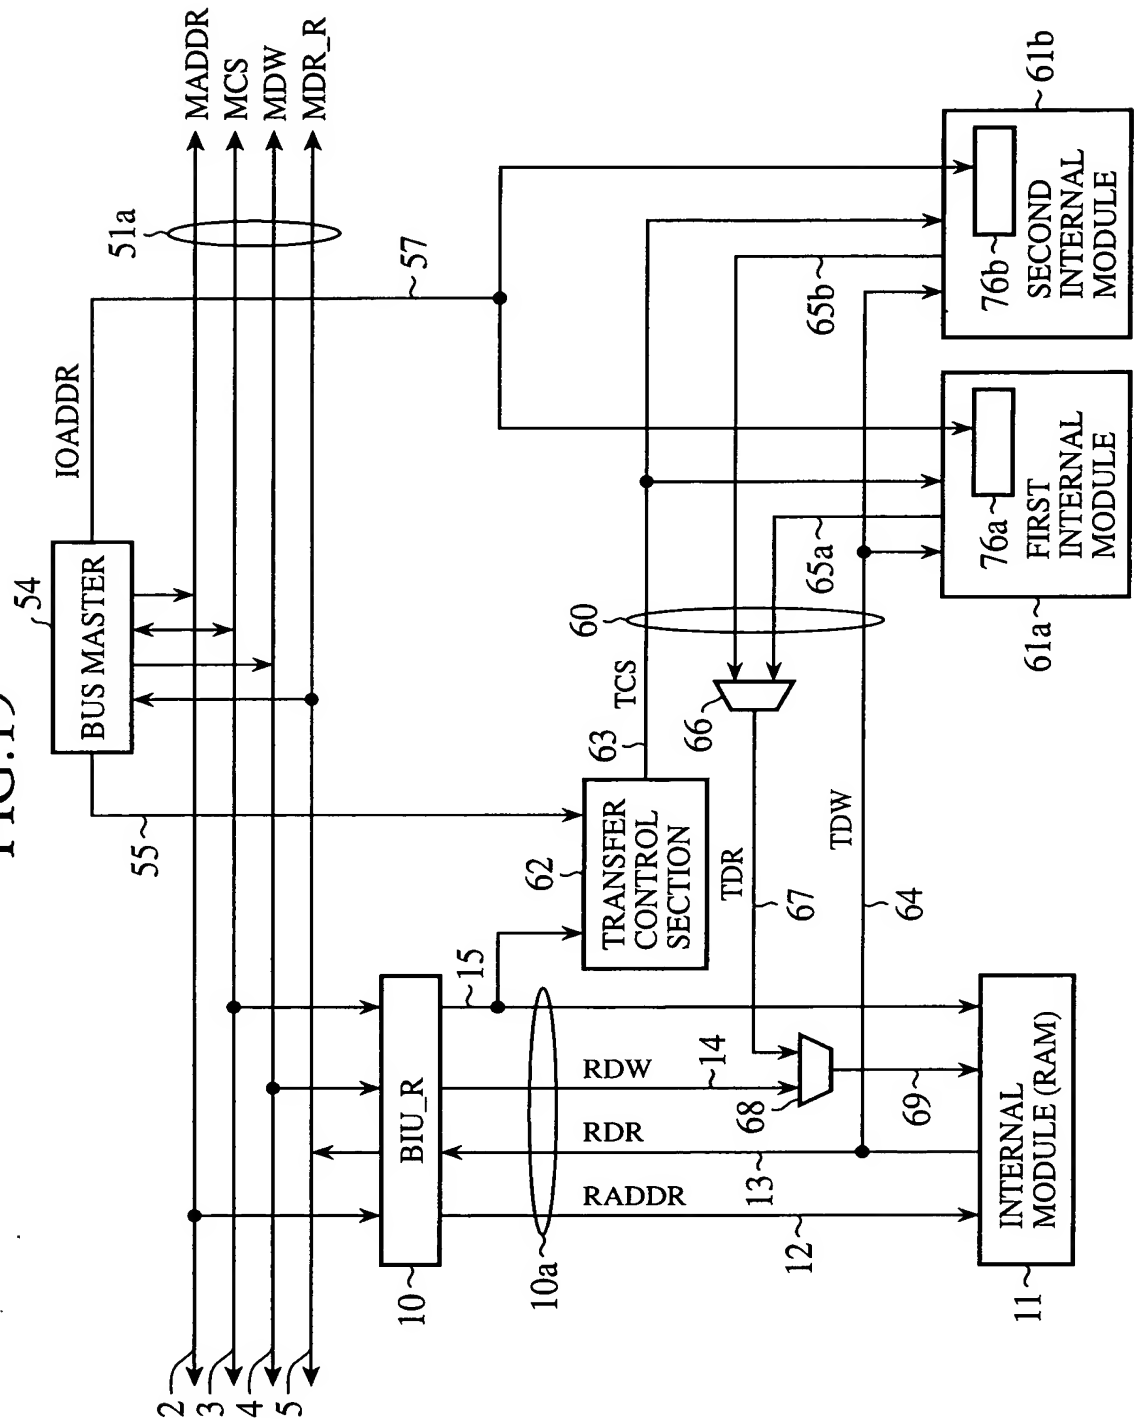 MADDR
MCS
MDW
MDR_R
51a
IOADDR
57
54
BUS MASTER
55
2
3
4
5
BIU_R
10
15
10a
RDW
14
RDR
13
RADDR
12
62
TRANSFER
CONTROL
SECTION
63
TCS
60
66
TDR
67
TDW
64
68
69
65a
65b
INTERNAL
MODULE (RAM)
11
76a
FIRST
INTERNAL
MODULE
61a
76b
SECOND
INTERNAL
MODULE
61b